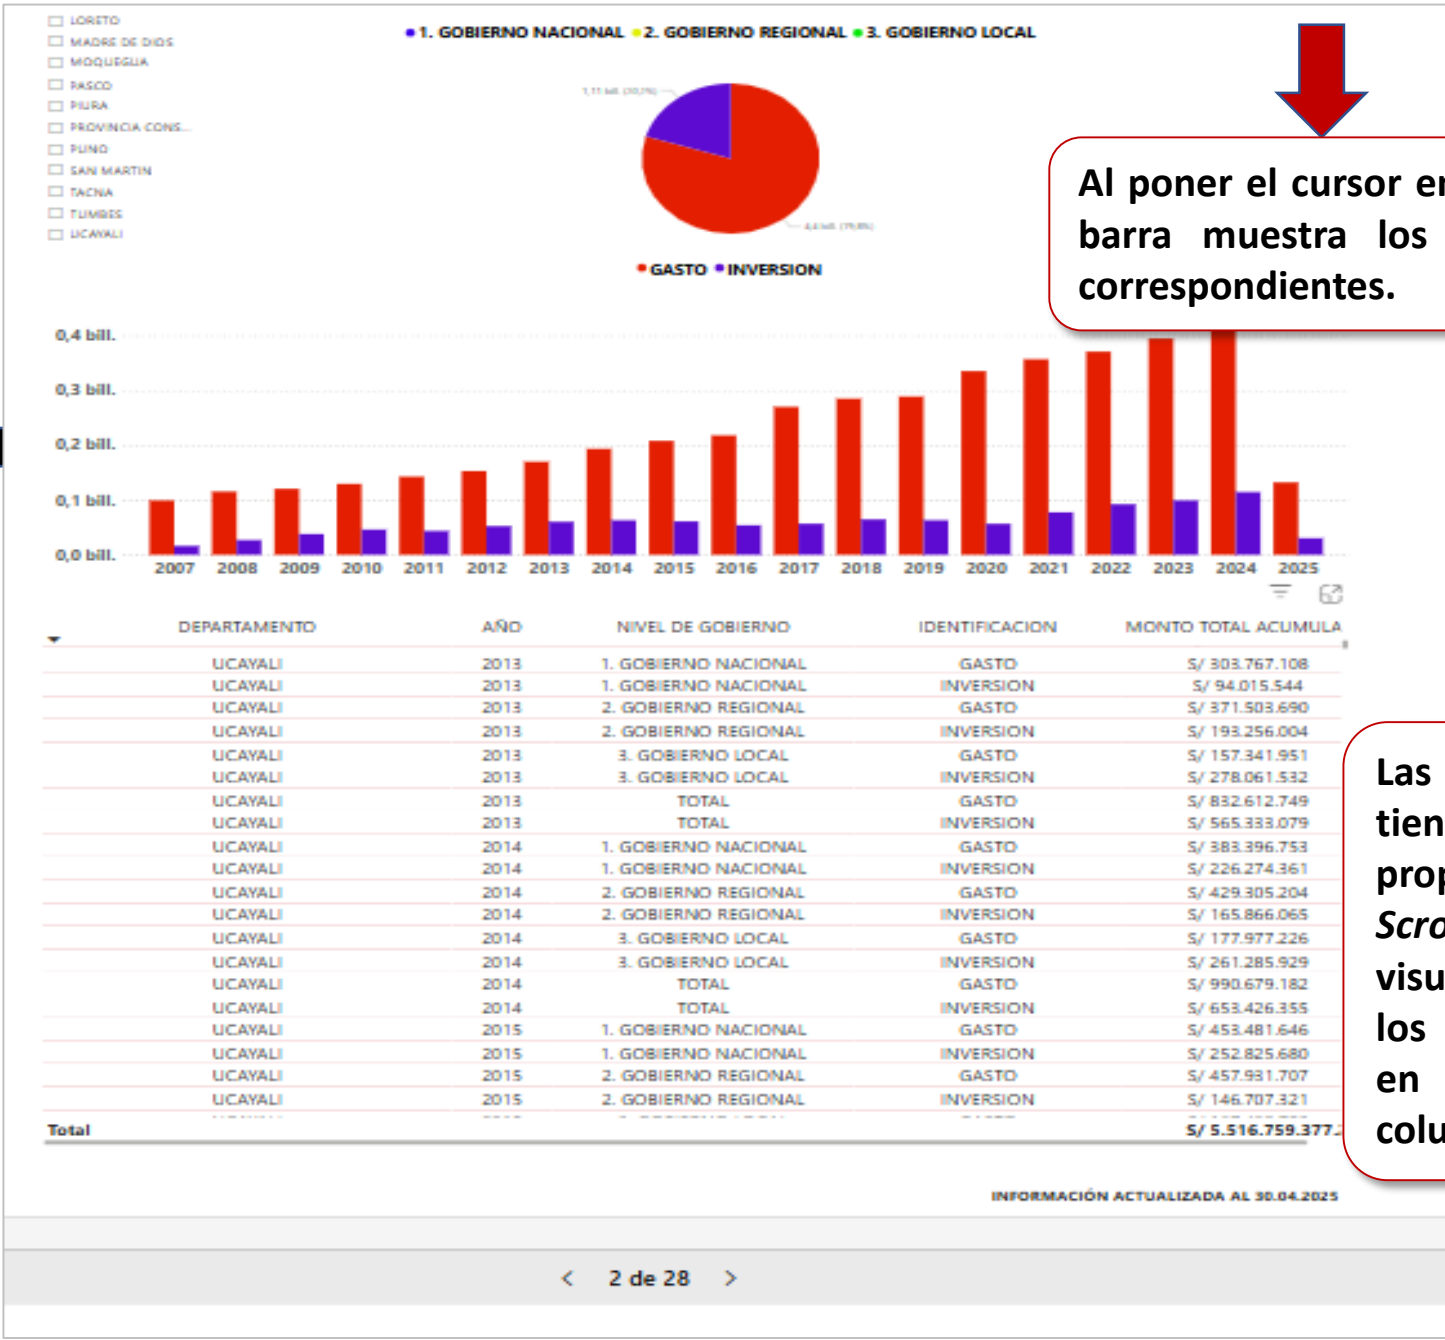 LORETO
MADRE DE DIOS
MOQUEGUA
PASCO
PIURA
PROVINCIA CONS...
PUNO
SAN MARTIN
TACNA
TUMBES
UCAYALI
1. GOBIERNO NACIONAL 2. GOBIERNO REGIONAL 3. GOBIERNO LOCAL
1,11 bill. (20,2%)
4,4 bill. (79,8%)
GASTO INVERSION
Al poner el cursor en
barra muestra los
correspondientes.
0,4 bill.
0,3 bill.
0,2 bill.
0,1 bill.
0,0 bill.
2007 2008 2009 2010 2011 2012 2013 2014 2015 2016 2017 2018 2019 2020 2021 2022 2023 2024 2025
DEPARTAMENTO AÑO NIVEL DE GOBIERNO IDENTIFICACION MONTO TOTAL ACUMULA
UCAYALI 2013 1. GOBIERNO NACIONAL GASTO S/ 303.767.108
UCAYALI 2013 1. GOBIERNO NACIONAL INVERSION S/ 94.015.544
UCAYALI 2013 2. GOBIERNO REGIONAL GASTO S/ 371.503.690
UCAYALI 2013 2. GOBIERNO REGIONAL INVERSION S/ 193.256.004
UCAYALI 2013 3. GOBIERNO LOCAL GASTO S/ 157.341.951
UCAYALI 2013 3. GOBIERNO LOCAL INVERSION S/ 278.061.532
UCAYALI 2013 TOTAL GASTO S/ 832.612.749
UCAYALI 2013 TOTAL INVERSION S/ 565.333.079
UCAYALI 2014 1. GOBIERNO NACIONAL GASTO S/ 383.396.753
UCAYALI 2014 1. GOBIERNO NACIONAL INVERSION S/ 226.274.361
UCAYALI 2014 2. GOBIERNO REGIONAL GASTO S/ 429.305.204
UCAYALI 2014 2. GOBIERNO REGIONAL INVERSION S/ 165.866.065
UCAYALI 2014 3. GOBIERNO LOCAL GASTO S/ 177.977.226
UCAYALI 2014 3. GOBIERNO LOCAL INVERSION S/ 261.285.929
UCAYALI 2014 TOTAL GASTO S/ 990.679.182
UCAYALI 2014 TOTAL INVERSION S/ 653.426.355
UCAYALI 2015 1. GOBIERNO NACIONAL GASTO S/ 453.481.646
UCAYALI 2015 1. GOBIERNO NACIONAL INVERSION S/ 252.825.680
UCAYALI 2015 2. GOBIERNO REGIONAL GASTO S/ 457.931.707
UCAYALI 2015 2. GOBIERNO REGIONAL INVERSION S/ 146.707.321
Total S/ 5.516.759.377.
Las
tien
prop
Scro
visu
los
en
colu
INFORMACIÓN ACTUALIZADA AL 30.04.2025
< 2 de 28 >